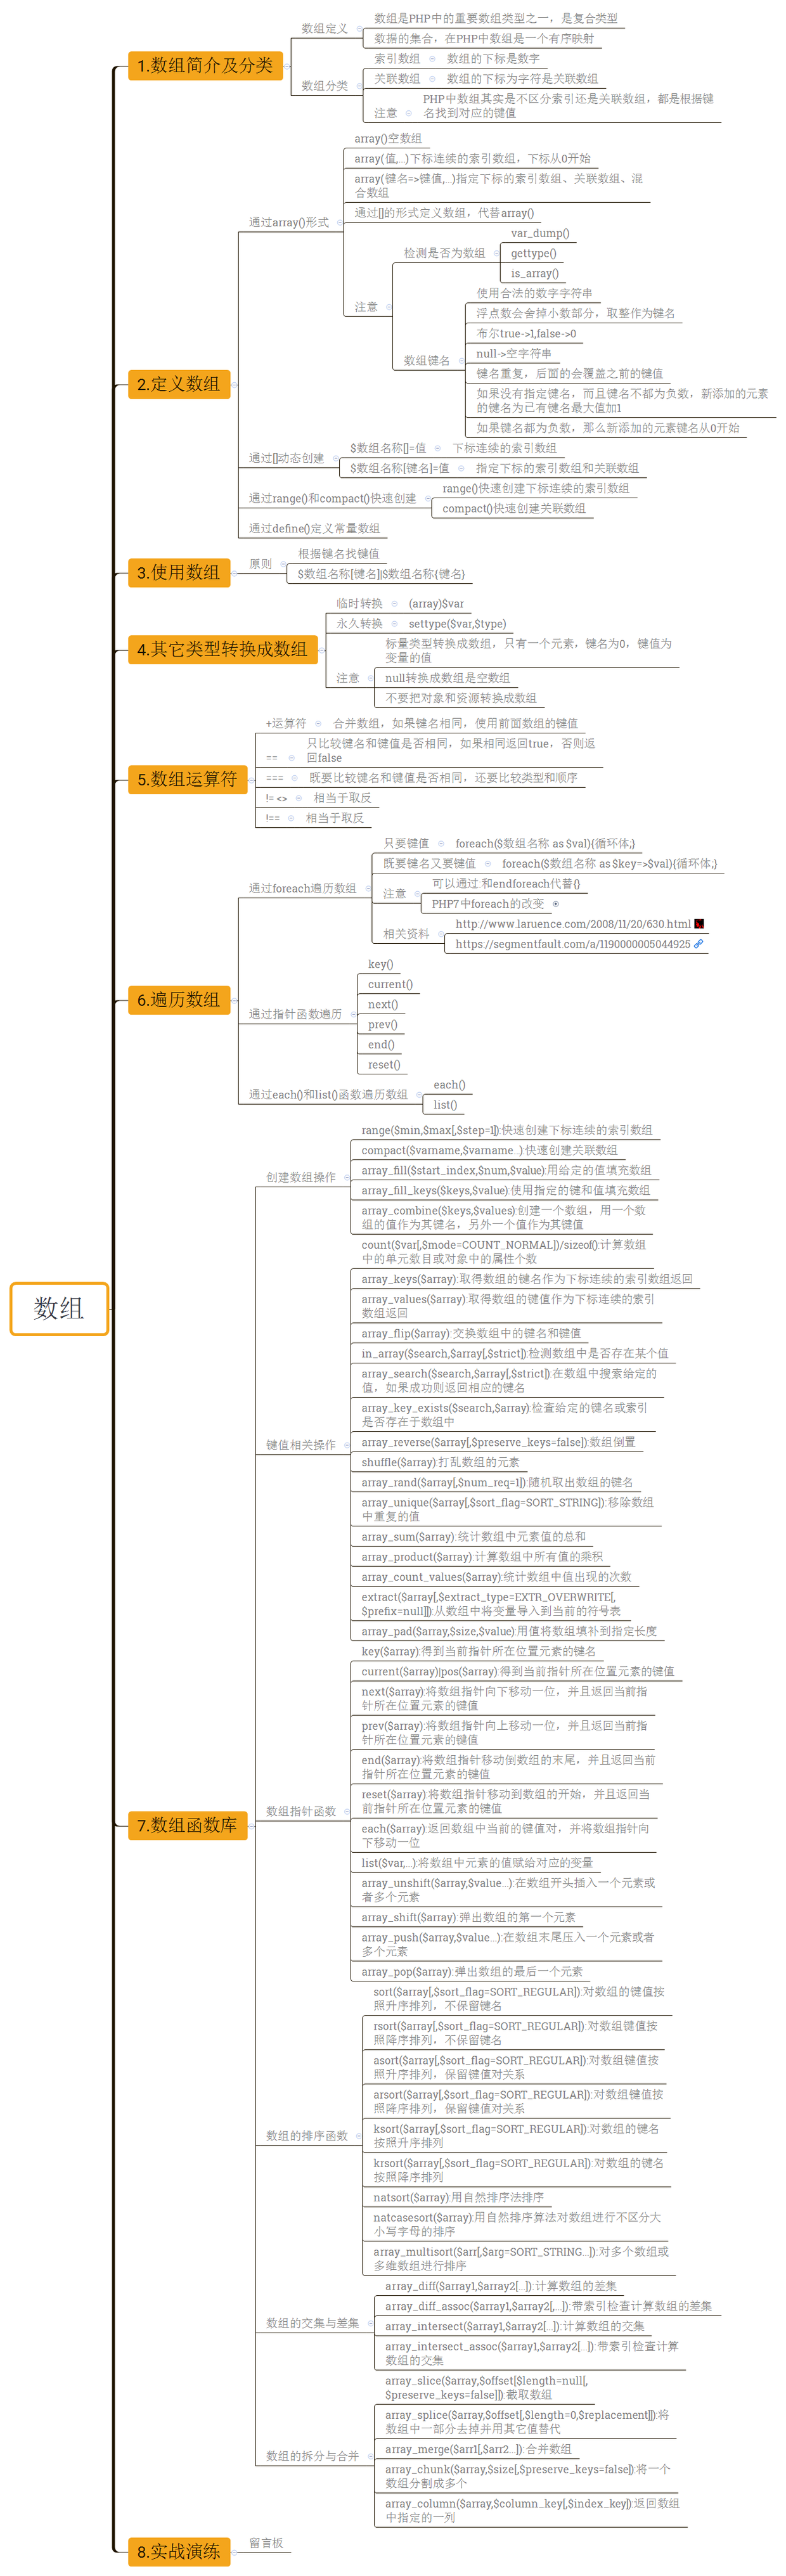 数组
1.数组简介及分类
数组定义
数组是PHP中的重要数组类型之一，是复合类型
数据的集合，在PHP中数组是一个有序映射
数组分类
索引数组
数组的下标是数字
关联数组
数组的下标为字符是关联数组
注意
PHP中数组其实是不区分索引还是关联数组，都是根据键
名找到对应的键值
2.定义数组
通过array()形式
array()空数组
array(值,...)下标连续的索引数组，下标从0开始
array(键名=>键值,...)指定下标的索引数组、关联数组、混
合数组
通过[]的形式定义数组，代替array()
注意
检测是否为数组
var_dump()
gettype()
is_array()
数组键名
使用合法的数字字符串
浮点数会舍掉小数部分，取整作为键名
布尔true->1,false->0
null->空字符串
键名重复，后面的会覆盖之前的键值
如果没有指定键名，而且键名不都为负数，新添加的元素
的键名为已有键名最大值加1
如果键名都为负数，那么新添加的元素键名从0开始
通过[]动态创建
$数组名称[]=值
下标连续的索引数组
$数组名称[键名]=值
指定下标的索引数组和关联数组
通过range()和compact()快速创建
range()快速创建下标连续的索引数组
compact()快速创建关联数组
通过define()定义常量数组
3.使用数组
原则
根据键名找键值
$数组名称[键名]|$数组名称{键名}
4.其它类型转换成数组
临时转换
(array)$var
永久转换
settype($var,$type)
注意
标量类型转换成数组，只有一个元素，键名为0，键值为
变量的值
null转换成数组是空数组
不要把对象和资源转换成数组
5.数组运算符
+运算符
合并数组，如果键名相同，使用前面数组的键值
==
只比较键名和键值是否相同，如果相同返回true，否则返
回false
===
既要比较键名和键值是否相同，还要比较类型和顺序
!= <>
相当于取反
!==
相当于取反
6.遍历数组
通过foreach遍历数组
只要键值
foreach($数组名称 as $val){循环体;}
既要键名又要键值
foreach($数组名称 as $key=>$val){循环体;}
注意
可以通过:和endforeach代替{}
PHP7中foreach的改变
相关资料
http://www.laruence.com/2008/11/20/630.html
https://segmentfault.com/a/1190000005044925
通过指针函数遍历
key()
current()
next()
prev()
end()
reset()
通过each()和list()函数遍历数组
each()
list()
7.数组函数库
创建数组操作
range($min,$max[,$step=1]):快速创建下标连续的索引数组
compact($varname,$varname...):快速创建关联数组
array_fill($start_index,$num,$value):用给定的值填充数组
array_fill_keys($keys,$value):使用指定的键和值填充数组
array_combine($keys,$values):创建一个数组，用一个数
组的值作为其键名，另外一个值作为其键值
键值相关操作
count($var[,$mode=COUNT_NORMAL])/sizeof():计算数组
中的单元数目或对象中的属性个数
array_keys($array):取得数组的键名作为下标连续的索引数组返回
array_values($array):取得数组的键值作为下标连续的索引
数组返回
array_flip($array):交换数组中的键名和键值
in_array($search,$array[,$strict]):检测数组中是否存在某个值
array_search($search,$array[,$strict]):在数组中搜索给定的
值，如果成功则返回相应的键名
array_key_exists($search,$array):检查给定的键名或索引
是否存在于数组中
array_reverse($array[,$preserve_keys=false]):数组倒置
shuffle($array):打乱数组的元素
array_rand($array[,$num_req=1]):随机取出数组的键名
array_unique($array[,$sort_flag=SORT_STRING]):移除数组
中重复的值
array_sum($array):统计数组中元素值的总和
array_product($array):计算数组中所有值的乘积
array_count_values($array):统计数组中值出现的次数
extract($array[,$extract_type=EXTR_OVERWRITE[,
$prefix=null]]):从数组中将变量导入到当前的符号表
array_pad($array,$size,$value):用值将数组填补到指定长度
数组指针函数
key($array):得到当前指针所在位置元素的键名
current($array)|pos($array):得到当前指针所在位置元素的键值
next($array):将数组指针向下移动一位，并且返回当前指
针所在位置元素的键值
prev($array):将数组指针向上移动一位，并且返回当前指
针所在位置元素的键值
end($array):将数组指针移动倒数组的末尾，并且返回当前
指针所在位置元素的键值
reset($array):将数组指针移动到数组的开始，并且返回当
前指针所在位置元素的键值
each($array):返回数组中当前的键值对，并将数组指针向
下移动一位
list($var,...):将数组中元素的值赋给对应的变量
array_unshift($array,$value...):在数组开头插入一个元素或
者多个元素
array_shift($array):弹出数组的第一个元素
array_push($array,$value...):在数组末尾压入一个元素或者
多个元素
array_pop($array):弹出数组的最后一个元素
数组的排序函数
sort($array[,$sort_flag=SORT_REGULAR]):对数组的键值按
照升序排列，不保留键名
rsort($array[,$sort_flag=SORT_REGULAR]):对数组键值按
照降序排列，不保留键名
asort($array[,$sort_flag=SORT_REGULAR]):对数组键值按
照升序排列，保留键值对关系
arsort($array[,$sort_flag=SORT_REGULAR]):对数组键值按
照降序排列，保留键值对关系
ksort($array[,$sort_flag=SORT_REGULAR]):对数组的键名
按照升序排列
krsort($array[,$sort_flag=SORT_REGULAR]):对数组的键名
按照降序排列
natsort($array):用自然排序法排序
natcasesort($array):用自然排序算法对数组进行不区分大
小写字母的排序
array_multisort($arr[,$arg=SORT_STRING...]):对多个数组或
多维数组进行排序
数组的交集与差集
array_diff($array1,$array2[...]):计算数组的差集
array_diff_assoc($array1,$array2[,...]):带索引检查计算数组的差集
array_intersect($array1,$array2[...]):计算数组的交集
array_intersect_assoc($array1,$array2[...]):带索引检查计算
数组的交集
数组的拆分与合并
array_slice($array,$offset[$length=null[,
$preserve_keys=false]]):截取数组
array_splice($array,$offset[,$length=0,$replacement]]):将
数组中一部分去掉并用其它值替代
array_merge($arr1[,$arr2...]):合并数组
array_chunk($array,$size[,$preserve_keys=false]):将一个
数组分割成多个
array_column($array,$column_key[,$index_key]):返回数组
中指定的一列
8.实战演练
留言板